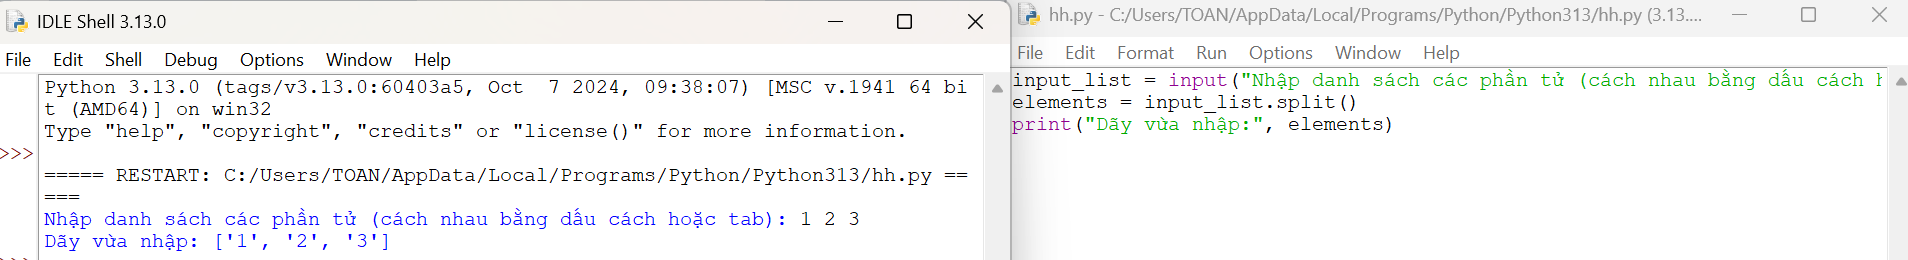 IDLE Shell 3.13.0
File Edit Shell Debug Options Window Help
Python 3.13.0 (tags/v3.13.0:60403a5, Oct  7 2024, 09:38:07) [MSC v.1941 64 bi
t (AMD64)] on win32
Type "help", "copyright", "credits" or "license()" for more information.
>>>
===== RESTART: C:/Users/TOAN/AppData/Local/Programs/Python/Python313/hh.py ==
===
Nhập danh sách các phần tử (cách nhau bằng dấu cách hoặc tab): 1 2 3
Dãy vừa nhập: ['1', '2', '3']
>>>
hh.py - C:/Users/TOAN/AppData/Local/Programs/Python/Python313/hh.py (3.13....
File Edit Format Run Options Window Help
input_list = input("Nhập danh sách các phần tử (cách nhau bằng dấu cách
elements = input_list.split()
print("Dãy vừa nhập:", elements)